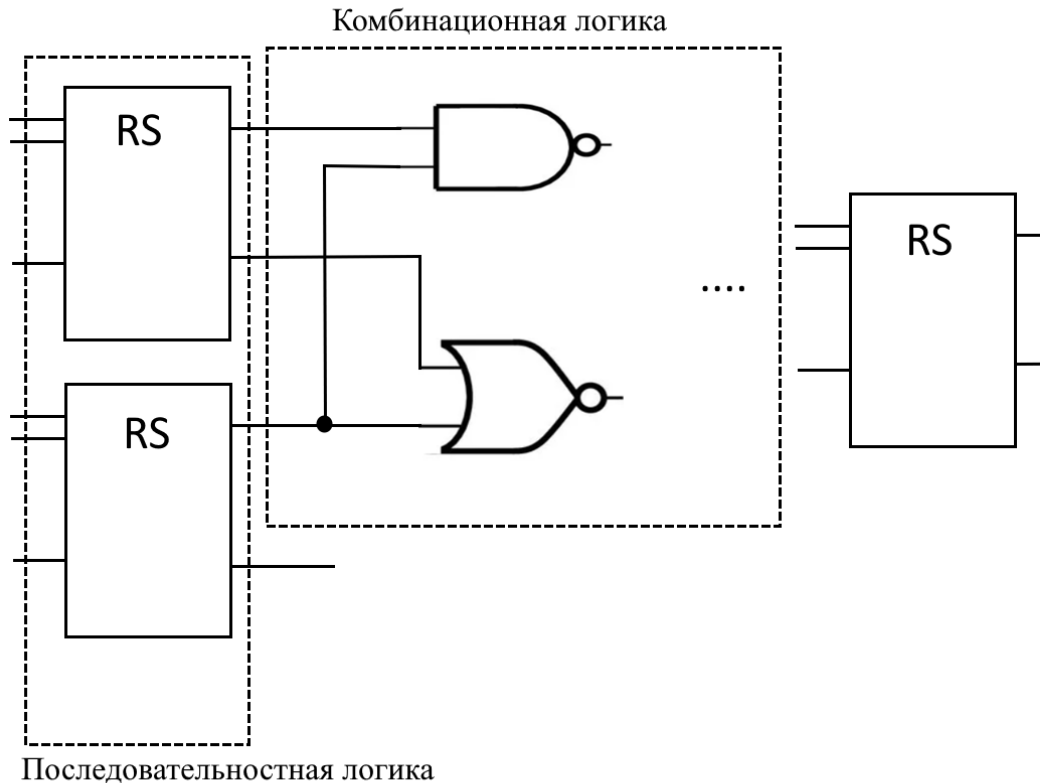 Комбинационная логика
RS
RS
RS
....
Последовательностная логика